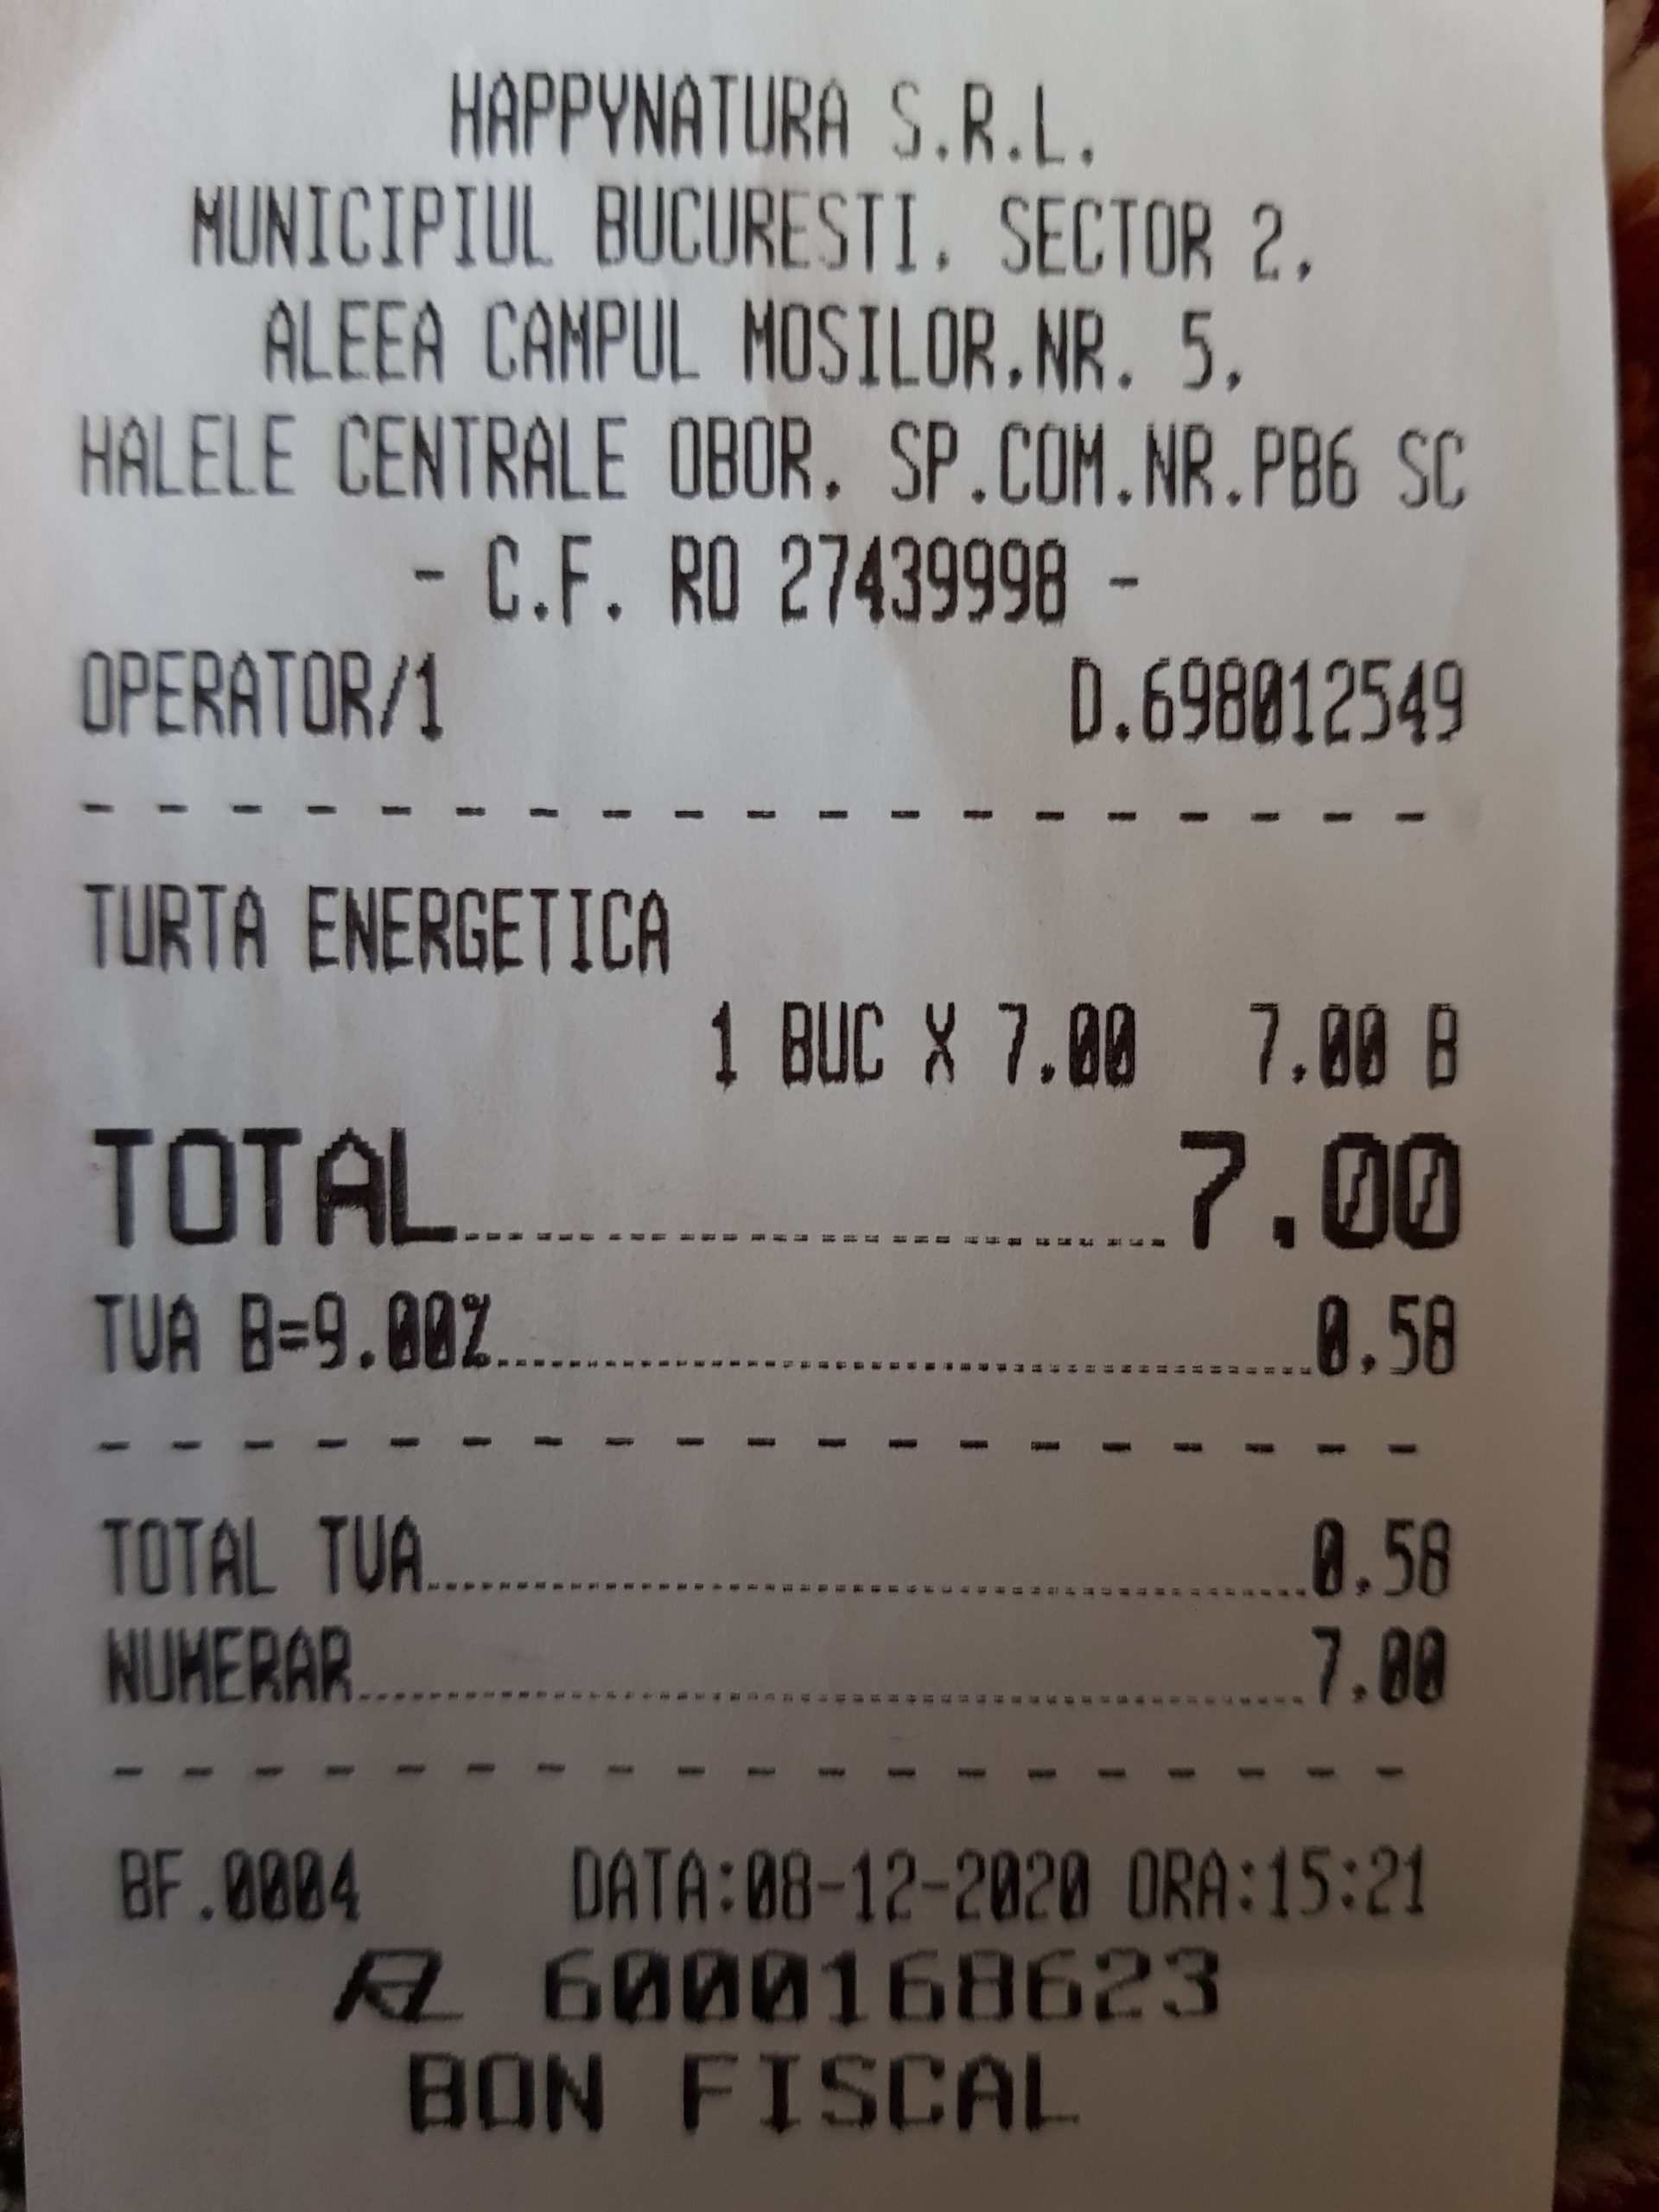 HAPPYNATURA S.R.L.
MUNICIPIUL BUCURESTI, SECTOR 2,
ALEEA CAMPUL MOSILOR,NR. 5,
HALELE CENTRALE OBOR, SP.COM.NR.PB6 SC
- C.F. RO 27439998 -
OPERATOR/1 D.698012549
- - - - - - - - - - - - - - - - - - -
TURTA ENERGETICA
1 BUC X 7.00 7.00 B
TOTAL 7.00
TVA B=9.00% 0.58
- - - - - - - - - - - - - - - - - - -
TOTAL TVA 0.58
NUMERAR 7.00
- - - - - - - - - - - - - - - - - - -
BF.0004 DATA:08-12-2020 ORA:15:21
6000168623
BON FISCAL